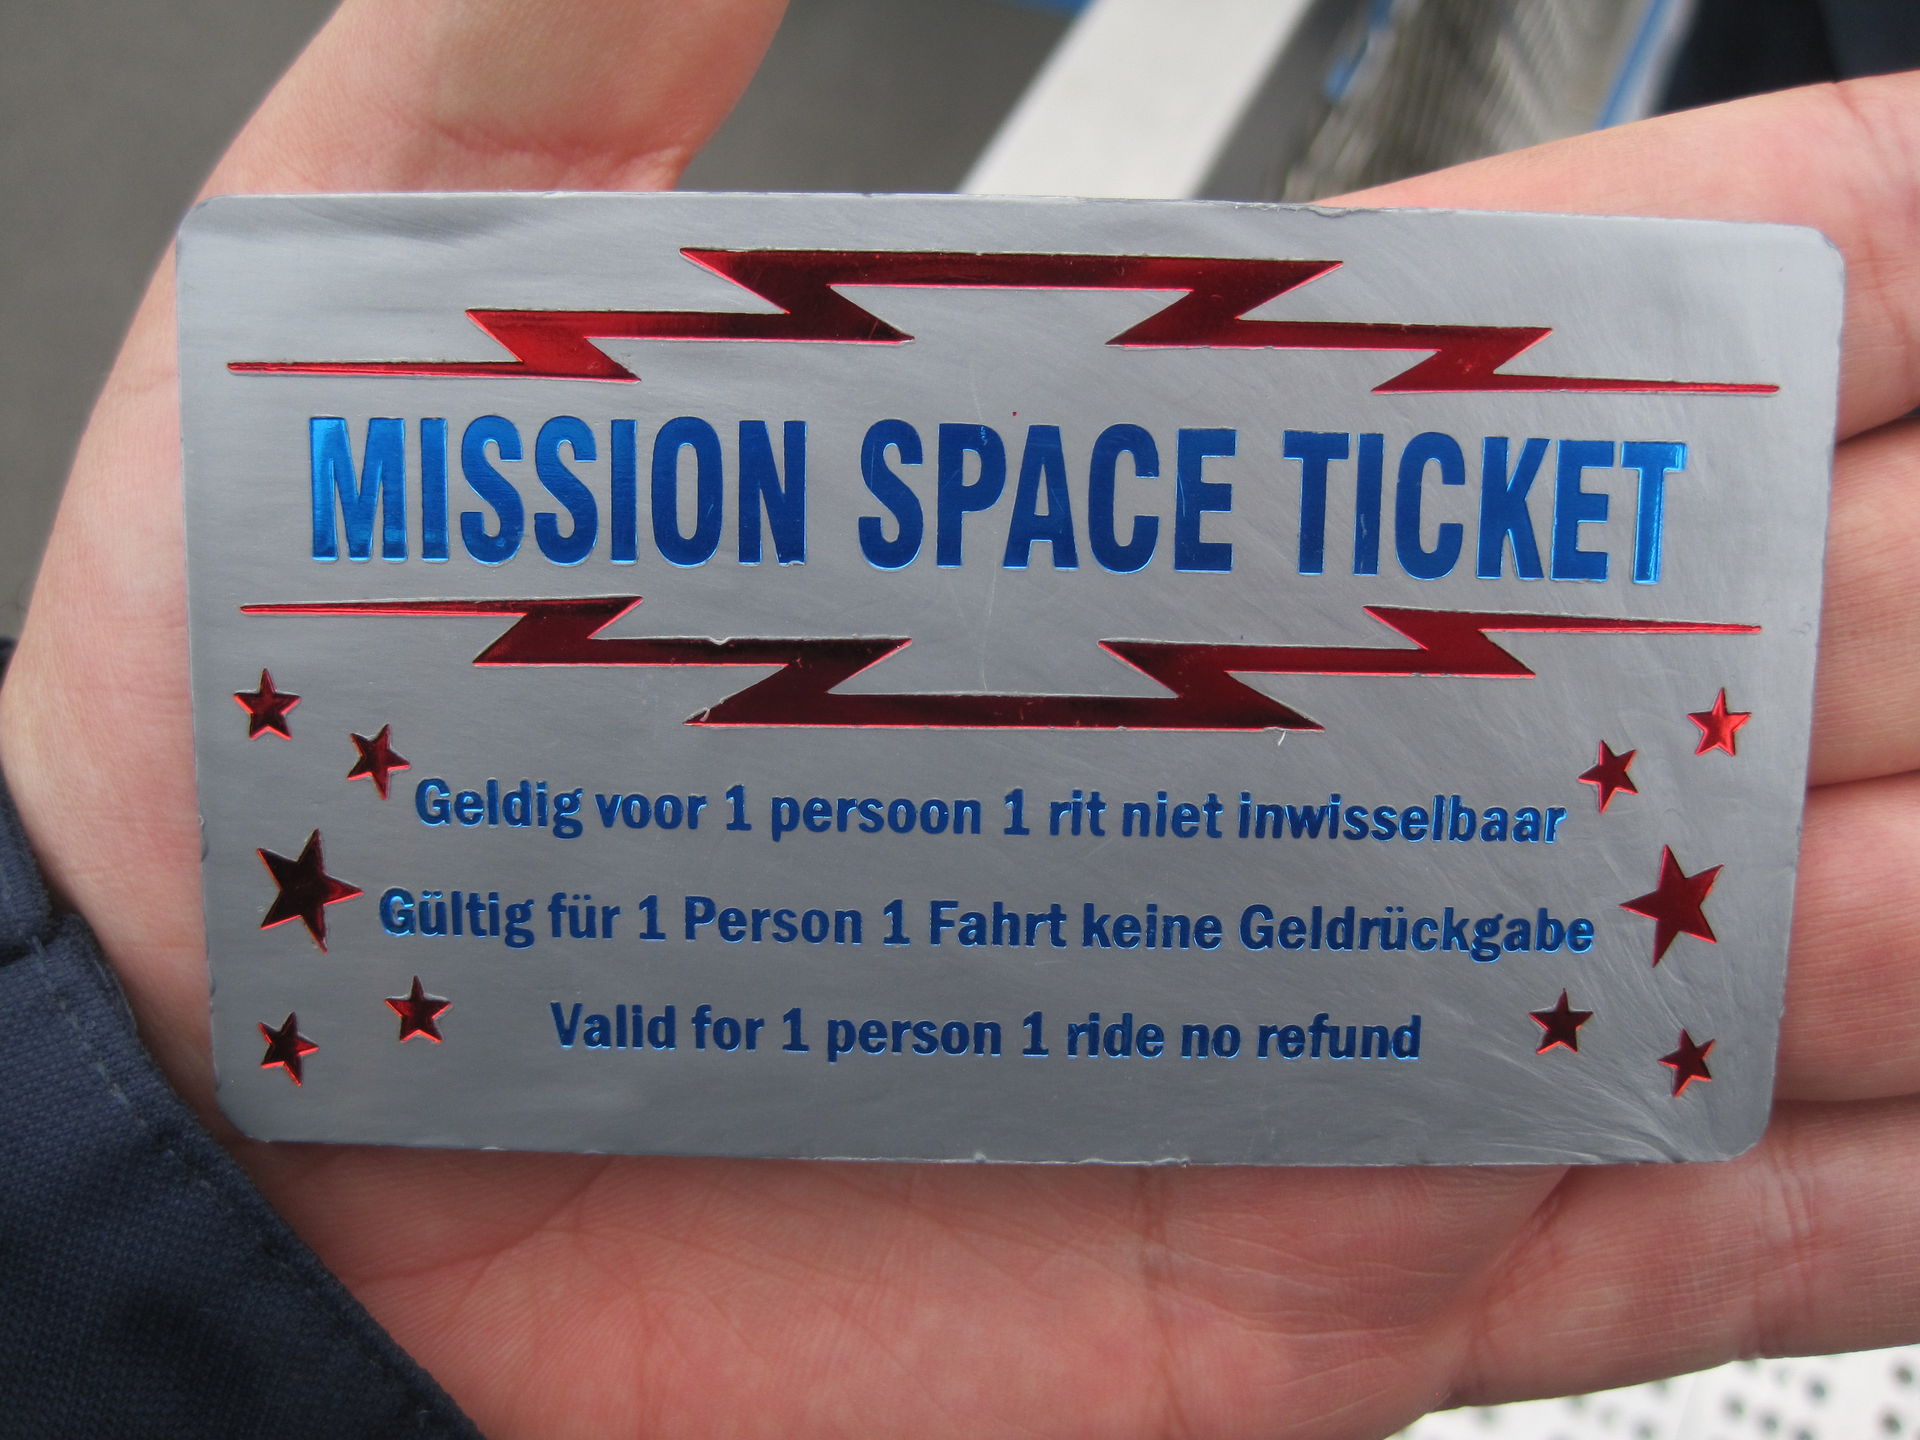 MISSION SPACE TICKET
Geldig voor 1 persoon 1 rit niet inwisselbaar
Gültig für 1 Person 1 Fahrt keine Geldrückgabe
Valid for 1 person 1 ride no refund